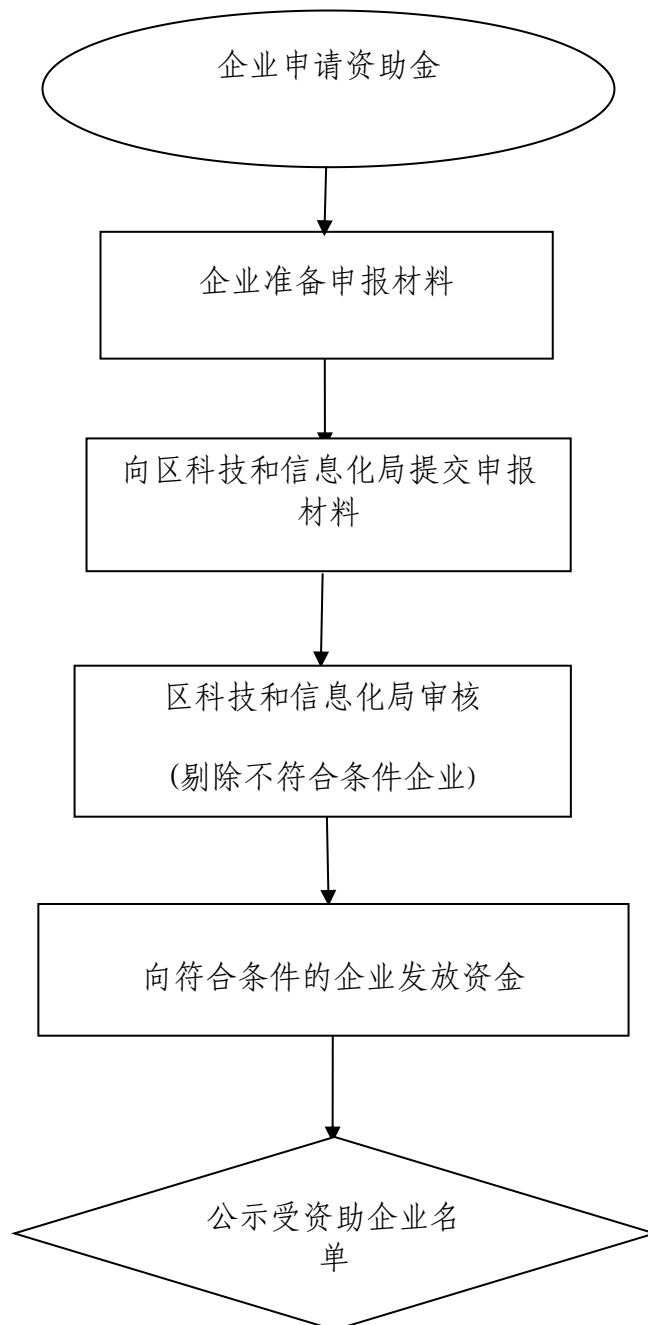 企业申请资助金
企业准备申报材料
向区科技和信息化局提交申报
材料
区科技和信息化局审核
(剔除不符合条件企业)
向符合条件的企业发放资金
公示受资助企业名
单